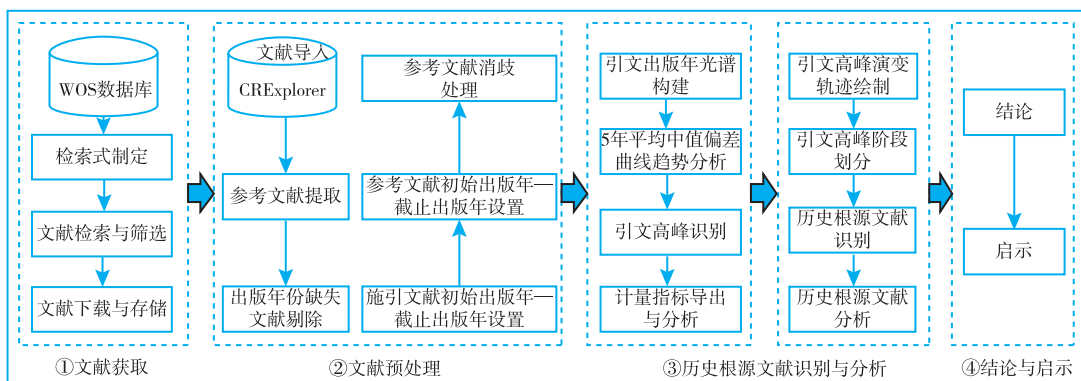 WOS数据库
检索式制定
文献检索与筛选
文献下载与存储
①文献获取
文献导入
CRExplorer
参考文献提取
出版年份缺失
文献剔除
参考文献消歧
处理
参考文献初始出版年—
截止出版年设置
施引文献初始出版年—
截止出版年设置
②文献预处理
引文出版年光谱
构建
5年平均中值偏差
曲线趋势分析
引文高峰识别
计量指标导出
与分析
引文高峰演变
轨迹绘制
引文高峰阶段
划分
历史根源文献
识别
历史根源文献
分析
③历史根源文献识别与分析
结论
启示
④结论与启示